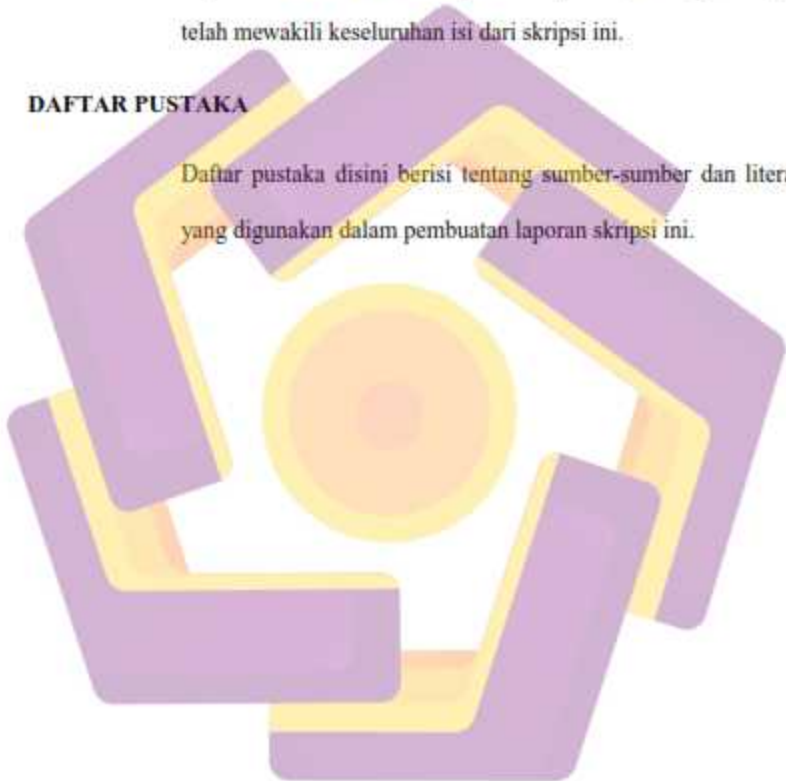 telah mewakili keseluruhan isi dari skripsi ini.
DAFTAR PUSTAKA
Daftar pustaka disini berisi tentang sumber-sumber dan
yang digunakan dalam pembuatan laporan skripsi ini.